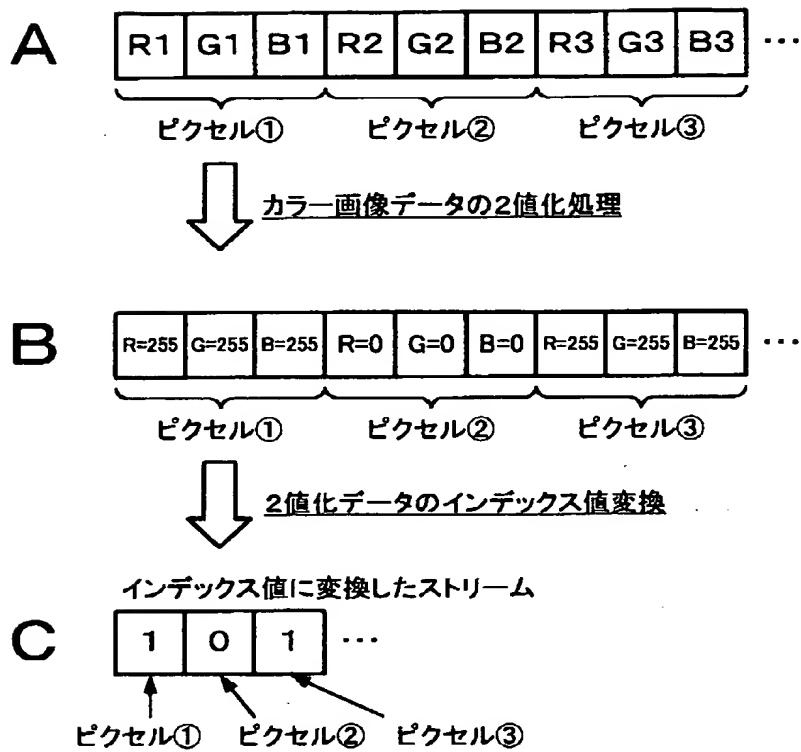 A R1 G1 B1 R2 G2 B2 R3 G3 B3 …
ピクセル① ピクセル② ピクセル③
カラー画像データの2値化処理
B R=255 G=255 B=255 R=0 G=0 B=0 R=255 G=255 B=255 …
ピクセル① ピクセル② ピクセル③
2値化データのインデックス値変換
インデックス値に変換したストリーム
C 1 0 1 …
ピクセル① ピクセル② ピクセル③